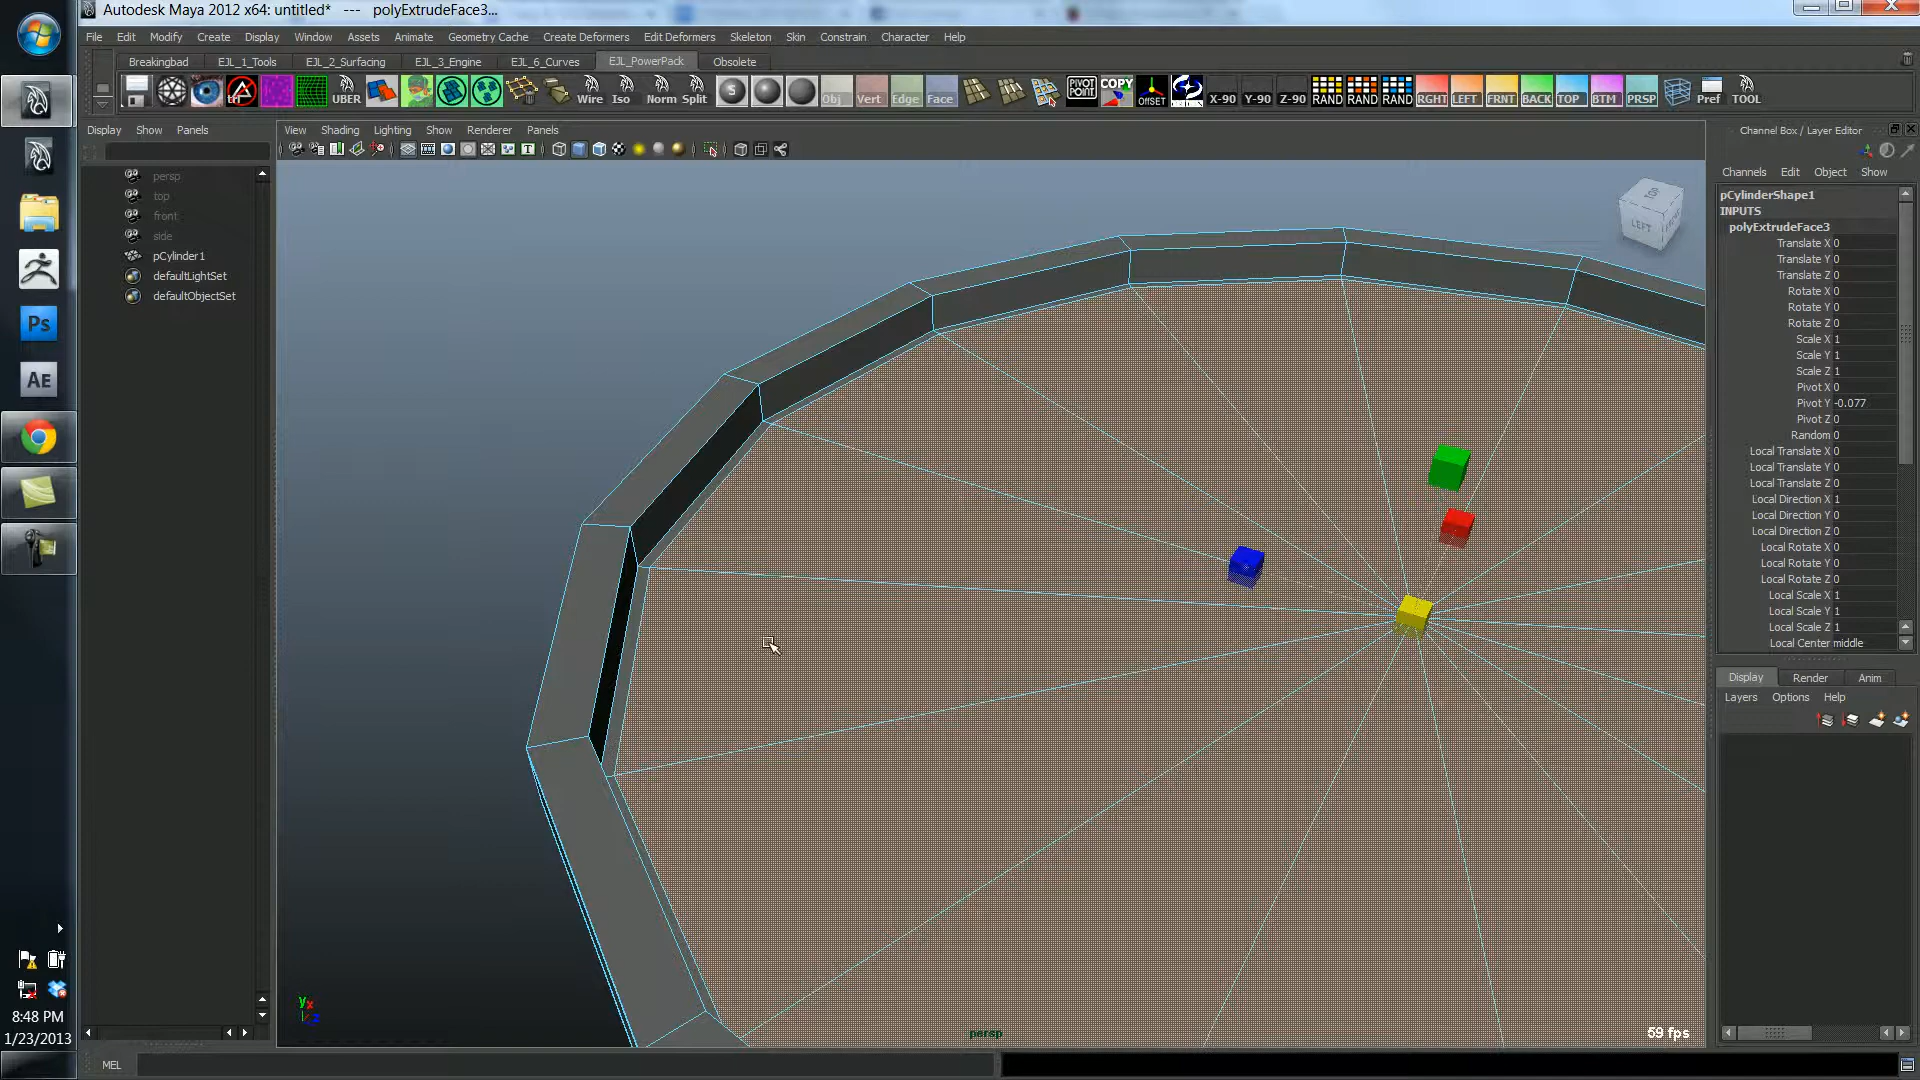 Autodesk Maya 2012 x64: untitled*   ---   polyExtrudeFace3...
File Edit Modify Create Display Window Assets Animate Geometry Cache Create Deformers Edit Deformers Skeleton Skin Constrain Character Help
Breakingbad EJL_1_Tools EJL_2_Surfacing EJL_3_Engine EJL_6_Curves EJL_PowerPack Obsolete
tri UBER Wire Iso Norm Split S Obj Vert Edge Face PIVOT POINT COPY OFFSET X-90 Y-90 Z-90 RAND RAND RAND RGHT LEFT FRNT BACK TOP BTM PRSP Pref TOOL
Display Show Panels
View Shading Lighting Show Renderer Panels
Channel Box / Layer Editor
Channels Edit Object Show
persp
top
front
side
pCylinder1
defaultLightSet
defaultObjectSet
TOP
LEFT
pCylinderShape1
INPUTS
polyExtrudeFace3
Translate X 0
Translate Y 0
Translate Z 0
Rotate X 0
Rotate Y 0
Rotate Z 0
Scale X 1
Scale Y 1
Scale Z 1
Pivot X 0
Pivot Y -0.077
Pivot Z 0
Random 0
Local Translate X 0
Local Translate Y 0
Local Translate Z 0
Local Direction X 1
Local Direction Y 0
Local Direction Z 0
Local Rotate X 0
Local Rotate Y 0
Local Rotate Z 0
Local Scale X 1
Local Scale Y 1
Local Scale Z 1
Local Center middle
Display Render Anim
Layers Options Help
Ps
AE
y x
z
persp
59 fps
8:48 PM
1/23/2013
MEL